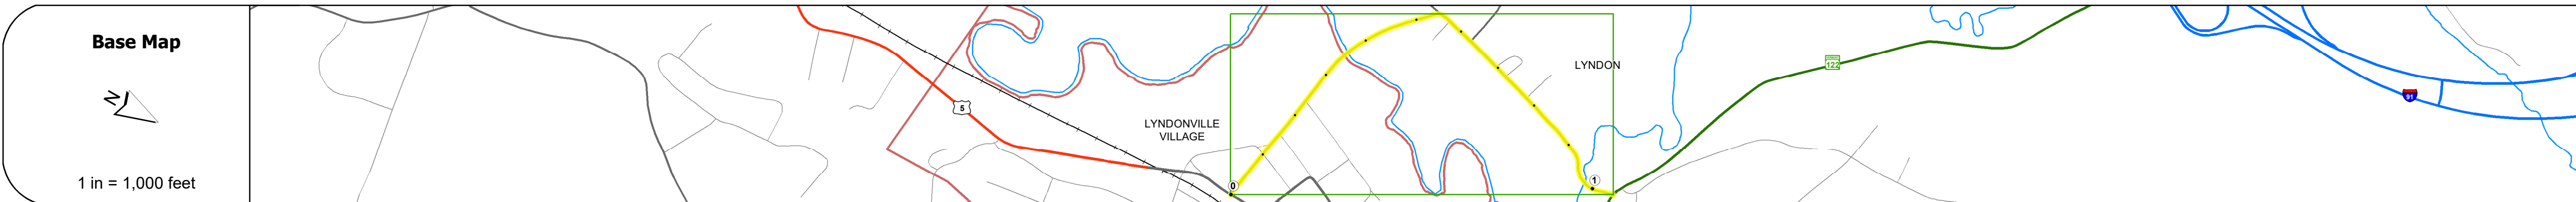 Base Map
N
1 in = 1,000 feet
5
LYNDONVILLE
VILLAGE
0
1
LYNDON
122
91